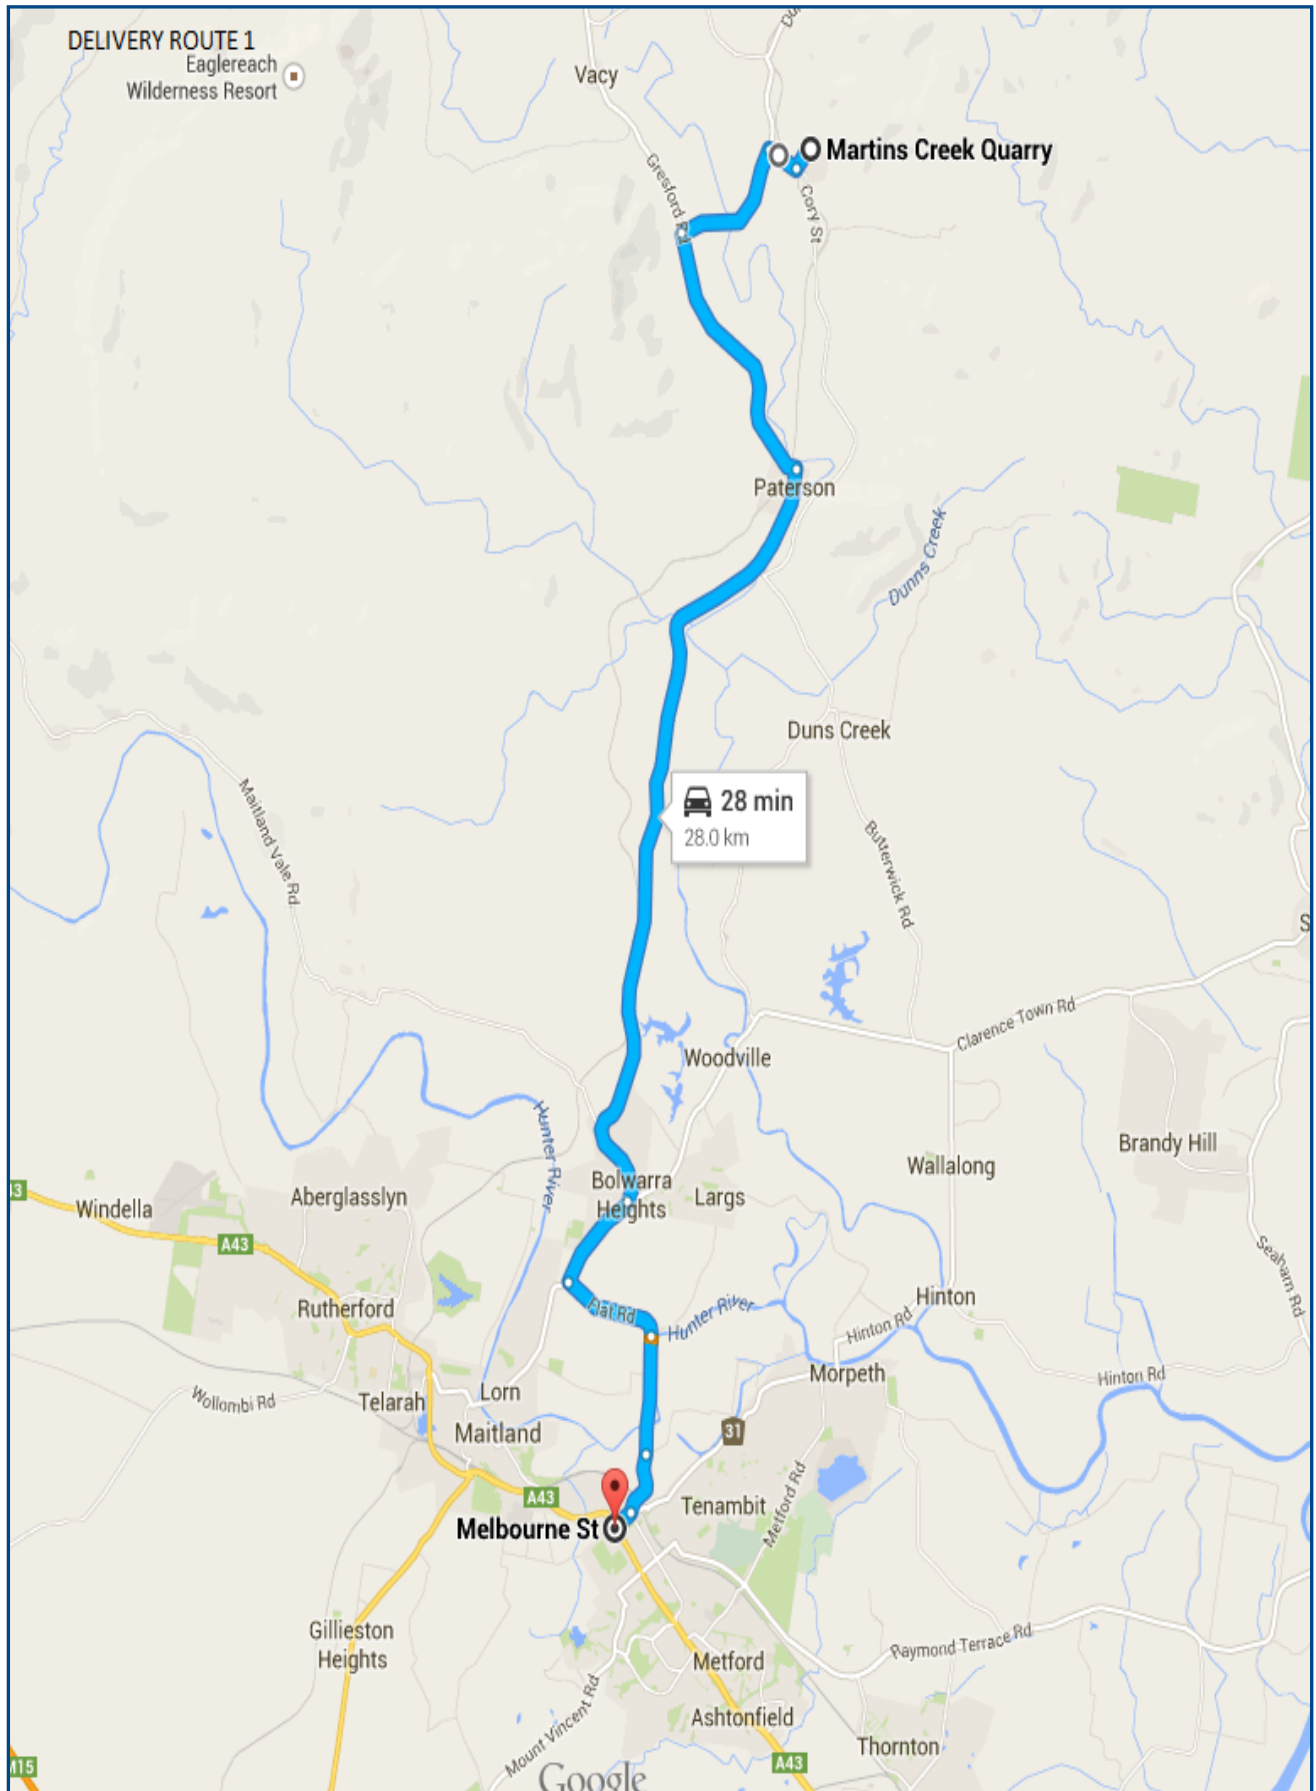 DELIVERY ROUTE 1
Eaglereach
Wilderness Resort
Vacy
Martins Creek Quarry
Gresford Rd
Cory St
Paterson
Dunns Creek
Duns Creek
28 min
28.0 km
Maitland Vale Rd
Butterwick Rd
Clarence Town Rd
Woodville
Hunter River
Brandy Hill
Wallalong
Bolwarra
Heights
Largs
Aberglasslyn
Windella
A43
Seaham Rd
Hinton
Rutherford
Flat Rd
Hunter River
Hinton Rd
Morpeth
Hinton Rd
Wollombi Rd
Telarah
Lorn
Maitland
31
A43
Tenambit
Metford Rd
Melbourne St
Gillieston
Heights
Raymond Terrace Rd
Metford
Mount Vincent Rd
Ashtonfield
Thornton
A43
Google